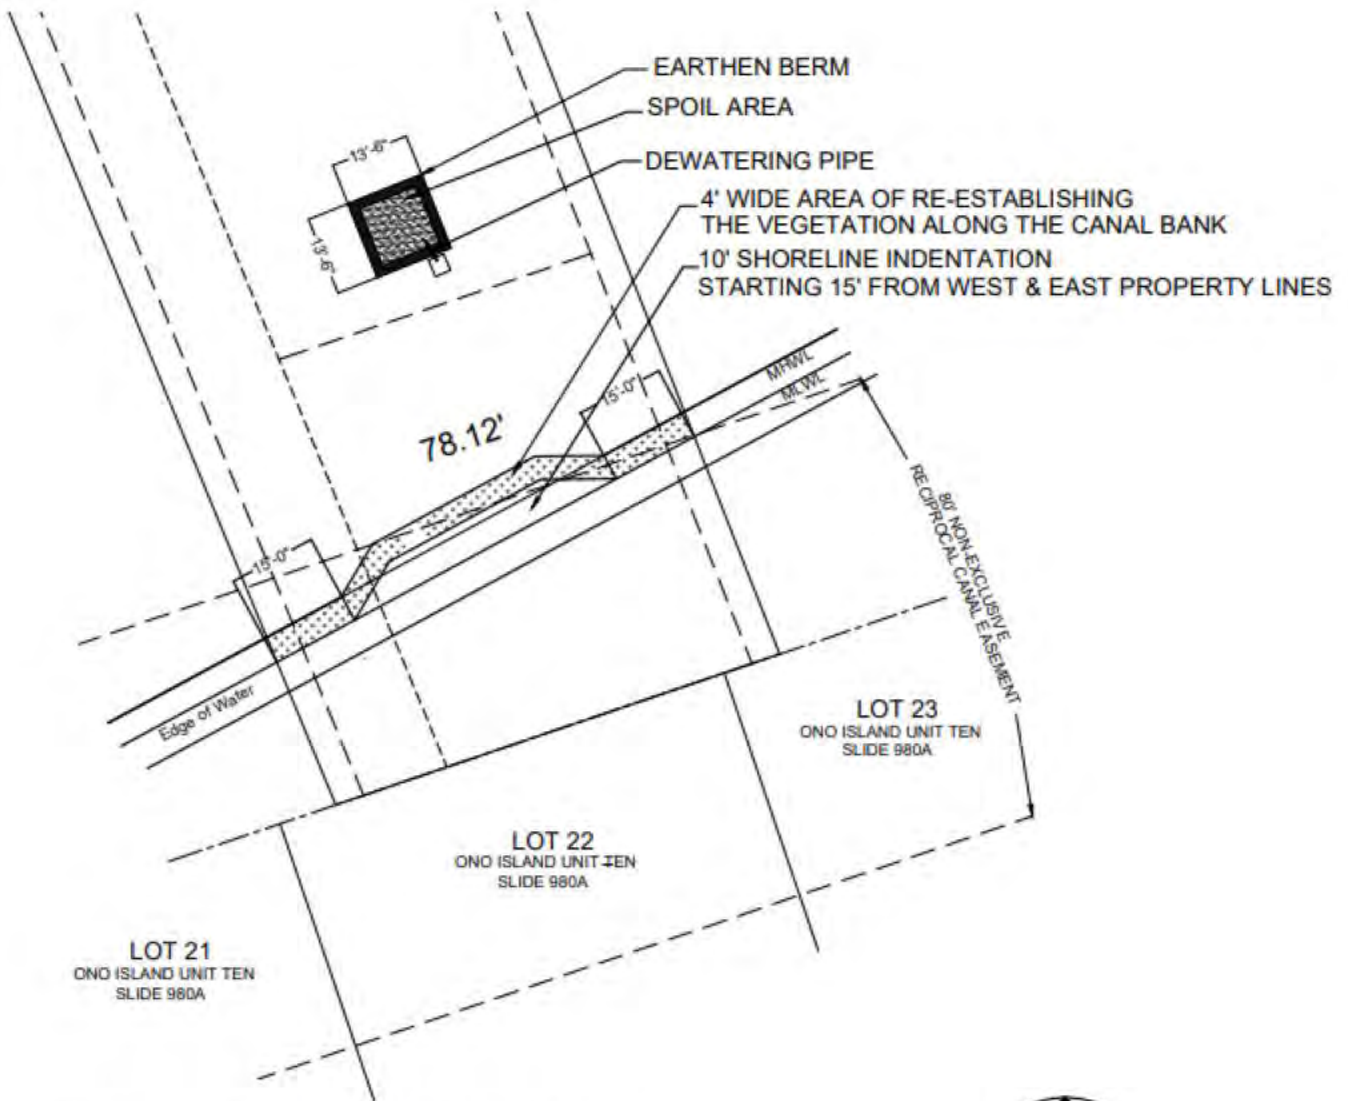 EARTHEN BERM
SPOIL AREA
DEWATERING PIPE
4' WIDE AREA OF RE-ESTABLISHING
THE VEGETATION ALONG THE CANAL BANK
10' SHORELINE INDENTATION
STARTING 15' FROM WEST & EAST PROPERTY LINES
13'-6"
13'-6"
MHWL
MLWL
15'-0"
78.12'
15'-0"
80' NON-EXCLUSIVE
RECIPROCAL CANAL EASEMENT
Edge of Water
LOT 23
ONO ISLAND UNIT TEN
SLIDE 980A
LOT 22
ONO ISLAND UNIT TEN
SLIDE 980A
LOT 21
ONO ISLAND UNIT TEN
SLIDE 980A